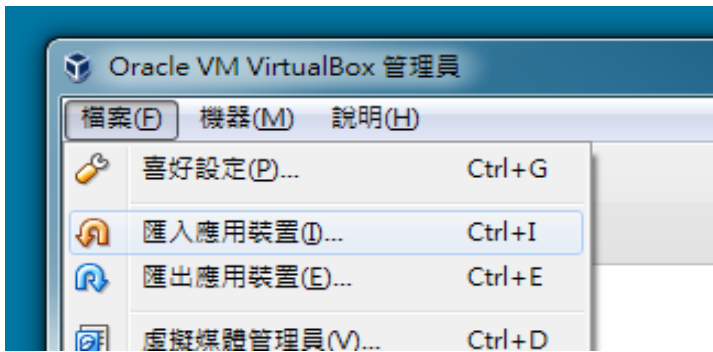 Oracle VM VirtualBox 管理員
檔案(F) 機器(M) 說明(H)
喜好設定(P)... Ctrl+G
匯入應用裝置(I)... Ctrl+I
匯出應用裝置(E)... Ctrl+E
虛擬媒體管理員(V)... Ctrl+D